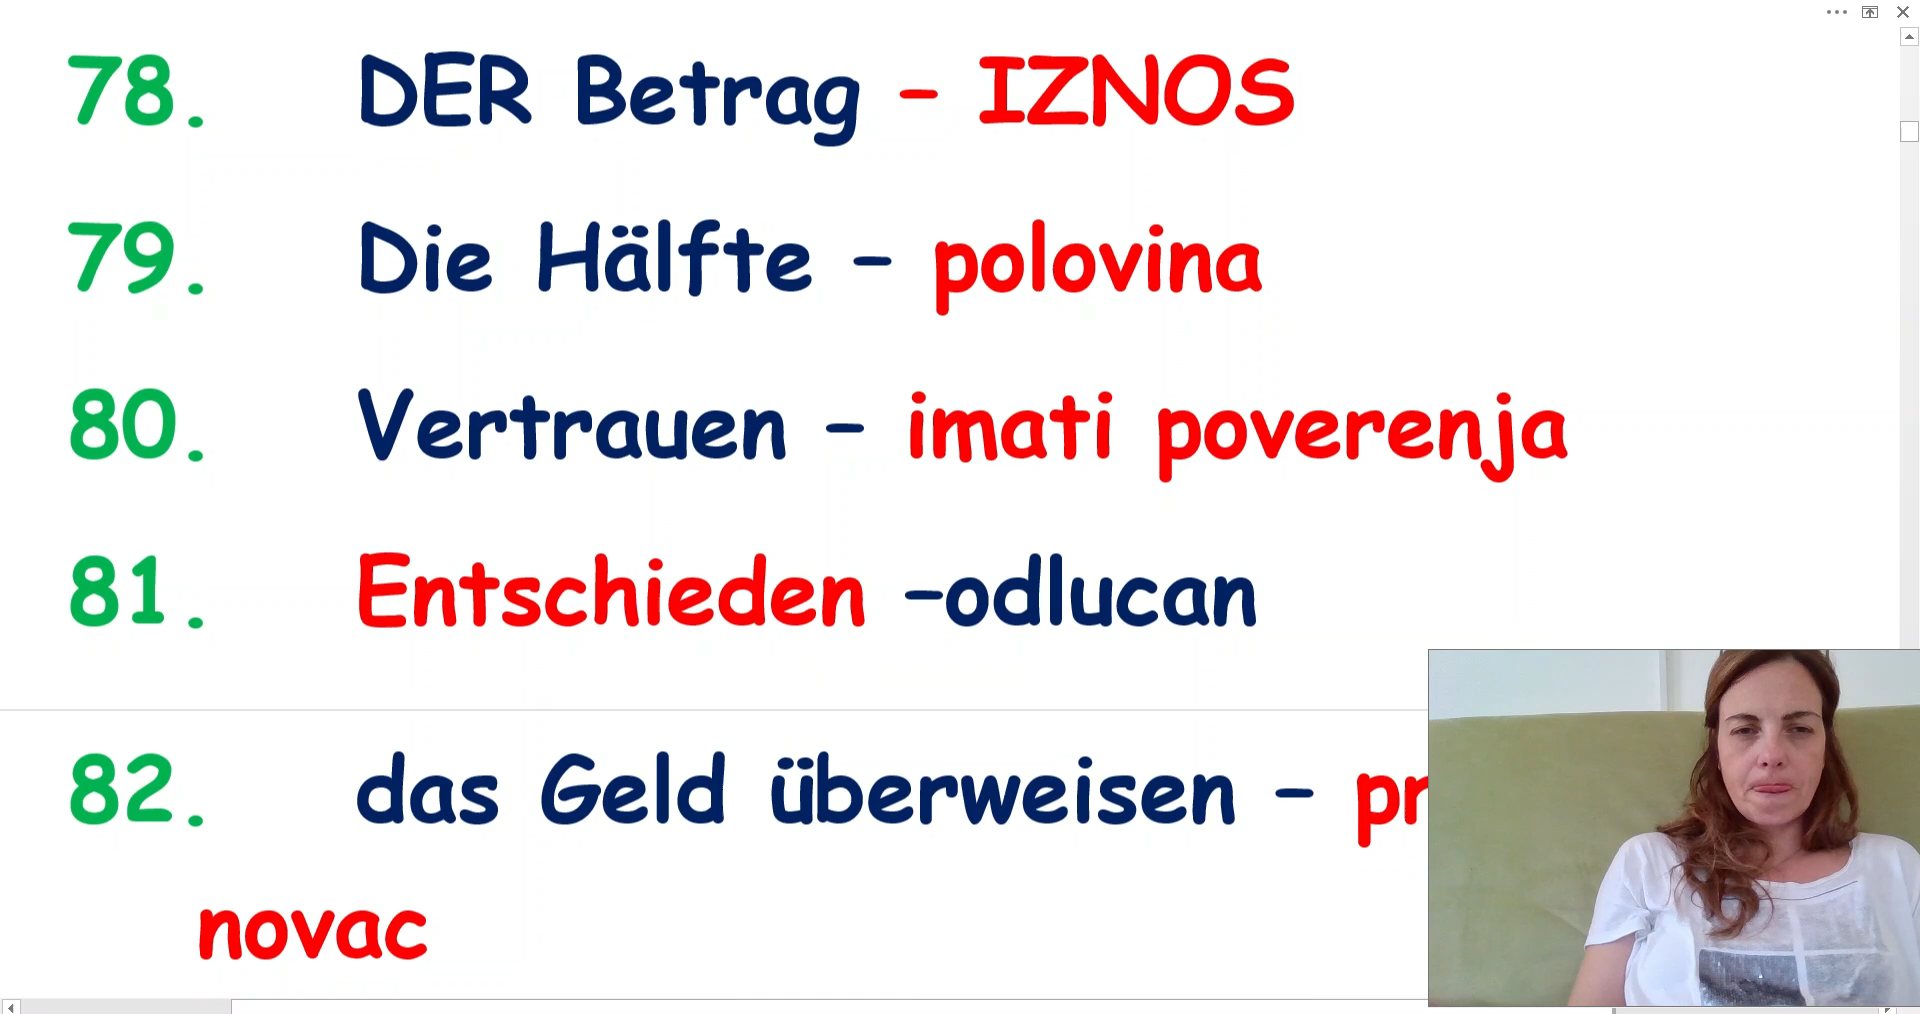 78. DER Betrag – IZNOS
79. Die Hälfte – polovina
80. Vertrauen – imati poverenja
81. Entschieden –odlucan
82. das Geld überweisen –
novac